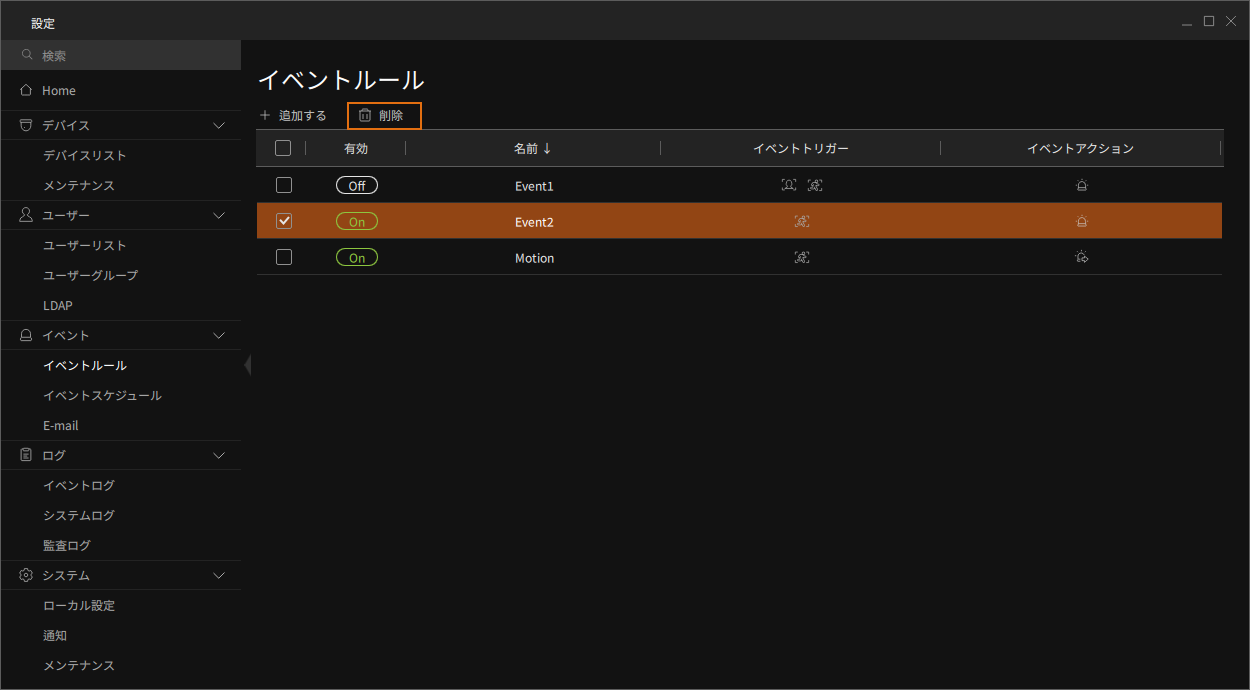 設定
検索
Home
デバイス
デバイスリスト
メンテナンス
ユーザー
ユーザーリスト
ユーザーグループ
LDAP
イベント
イベントルール
イベントスケジュール
E-mail
ログ
イベントログ
システムログ
監査ログ
システム
ローカル設定
通知
メンテナンス
イベントルール
追加する 削除
有効 名前 ↓ イベントトリガー イベントアクション
Off Event1
On Event2
On Motion